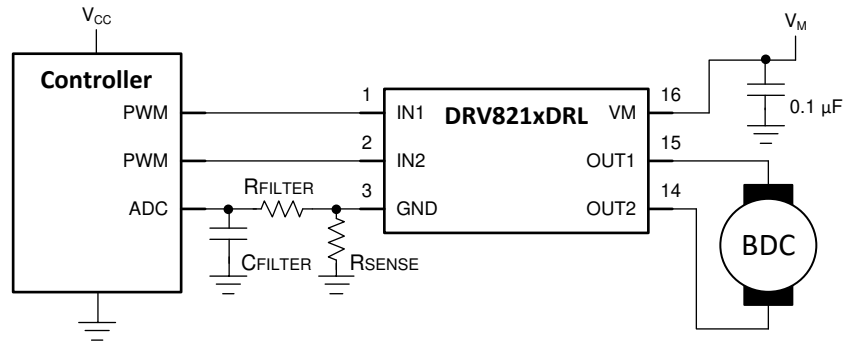 VCC
VM
Controller
PWM
1
IN1
DRV821xDRL
VM
16
0.1 µF
PWM
2
IN2
OUT1
15
ADC
RFILTER
3
GND
OUT2
14
CFILTER
RSENSE
BDC